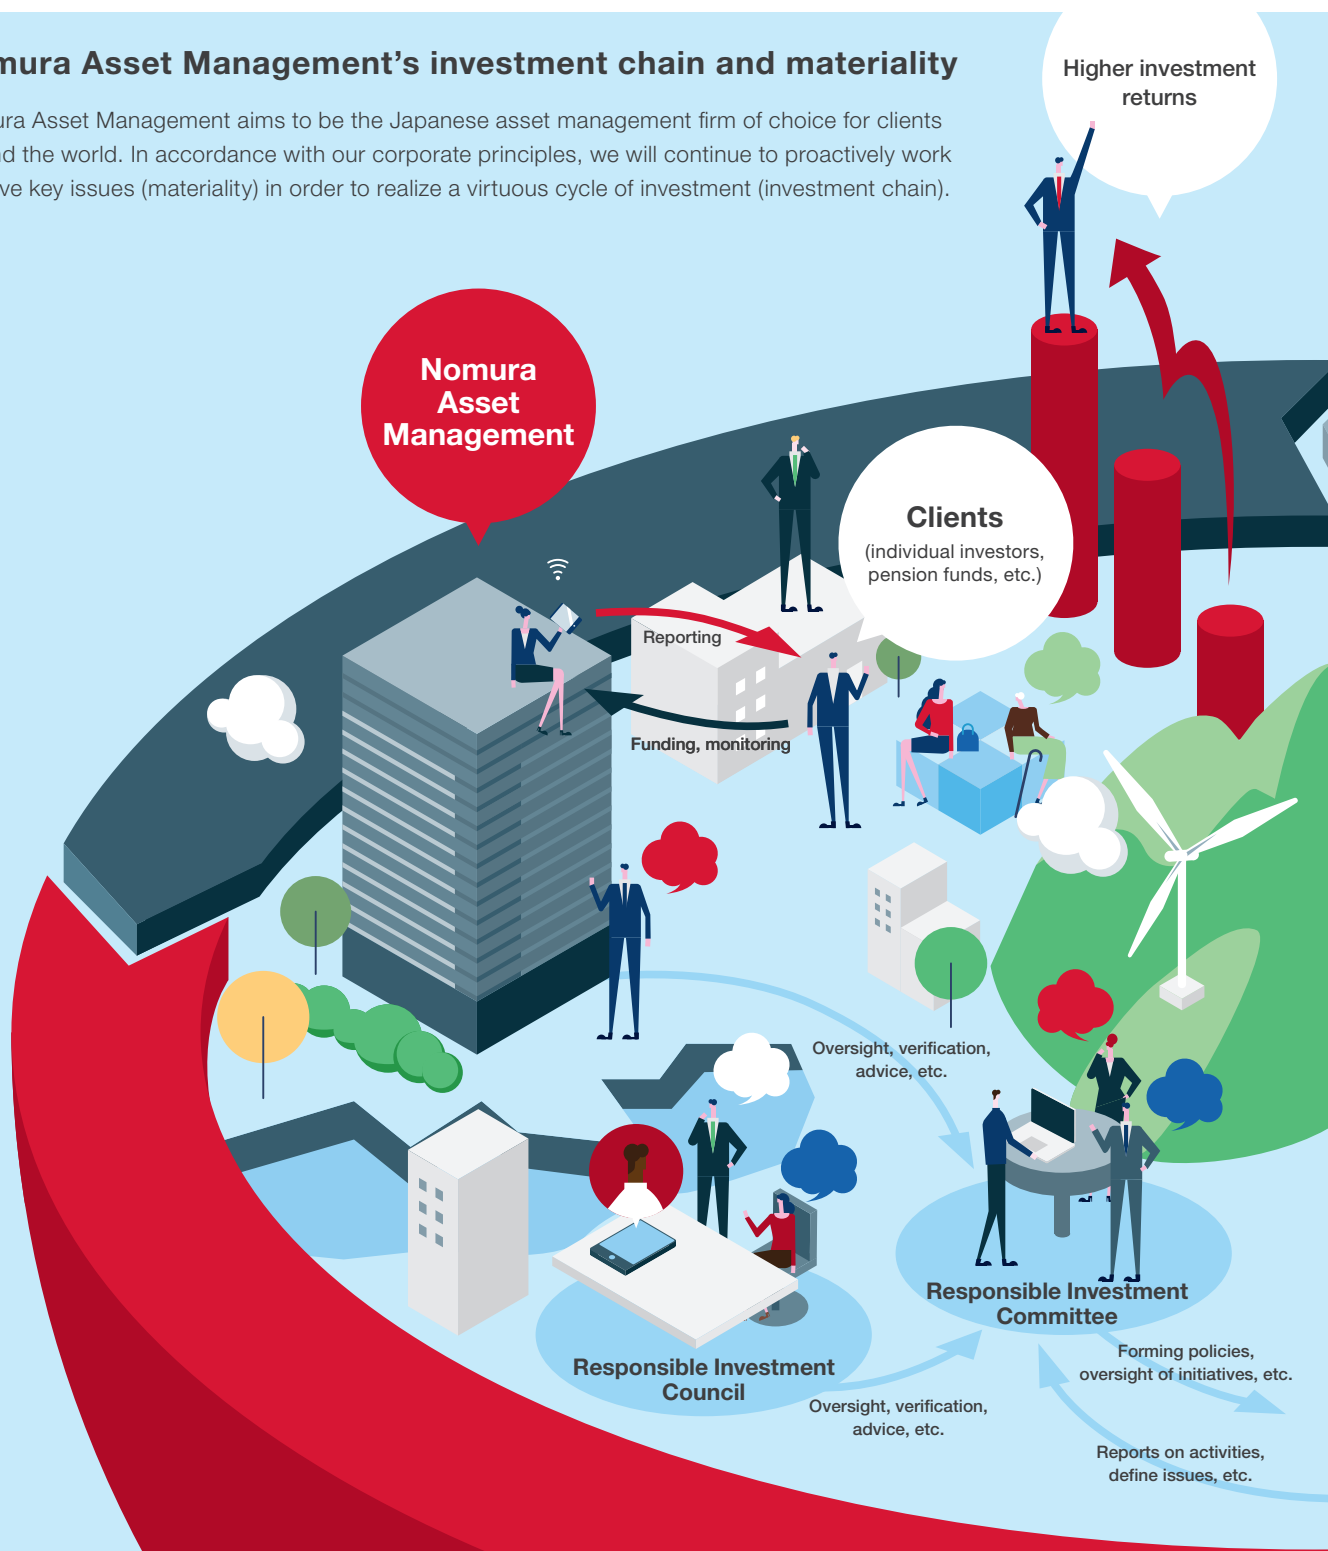 mura Asset Management's investment chain and materiality
ura Asset Management aims to be the Japanese asset management firm of choice for clients
nd the world. In accordance with our corporate principles, we will continue to proactively work
ve key issues (materiality) in order to realize a virtuous cycle of investment (investment chain).
Higher investment
returns
Nomura
Asset
Management
Clients
(individual investors,
pension funds, etc.)
Reporting
Funding, monitoring
Oversight, verification,
advice, etc.
Responsible Investment
Committee
Responsible Investment
Council
Oversight, verification,
advice, etc.
Forming policies,
oversight of initiatives, etc.
Reports on activities,
define issues, etc.